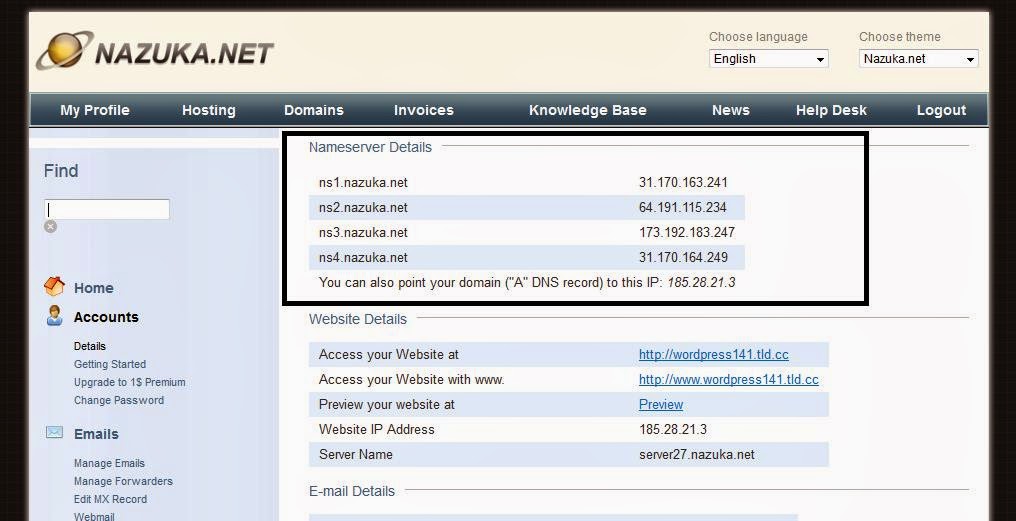 NAZUKA.NET
Choose language
Choose theme
English
Nazuka.net
My Profile Hosting Domains Invoices Knowledge Base News Help Desk Logout
Find
Home
Accounts
Details
Getting Started
Upgrade to 1$ Premium
Change Password
Emails
Manage Emails
Manage Forwarders
Edit MX Record
Webmail
Nameserver Details
ns1.nazuka.net 31.170.163.241
ns2.nazuka.net 64.191.115.234
ns3.nazuka.net 173.192.183.247
ns4.nazuka.net 31.170.164.249
You can also point your domain ("A" DNS record) to this IP: 185.28.21.3
Website Details
Access your Website at http://wordpress141.tld.cc
Access your Website with www. http://www.wordpress141.tld.cc
Preview your website at Preview
Website IP Address 185.28.21.3
Server Name server27.nazuka.net
E-mail Details